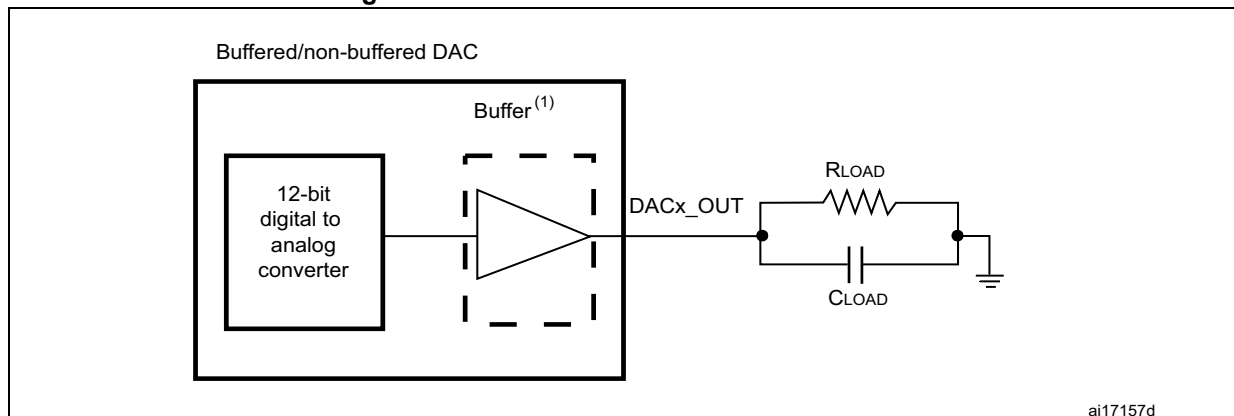 Buffered/non-buffered DAC
Buffer(1)
12-bit
digital to
analog
converter
DACx_OUT
RLOAD
CLOAD
ai17157d